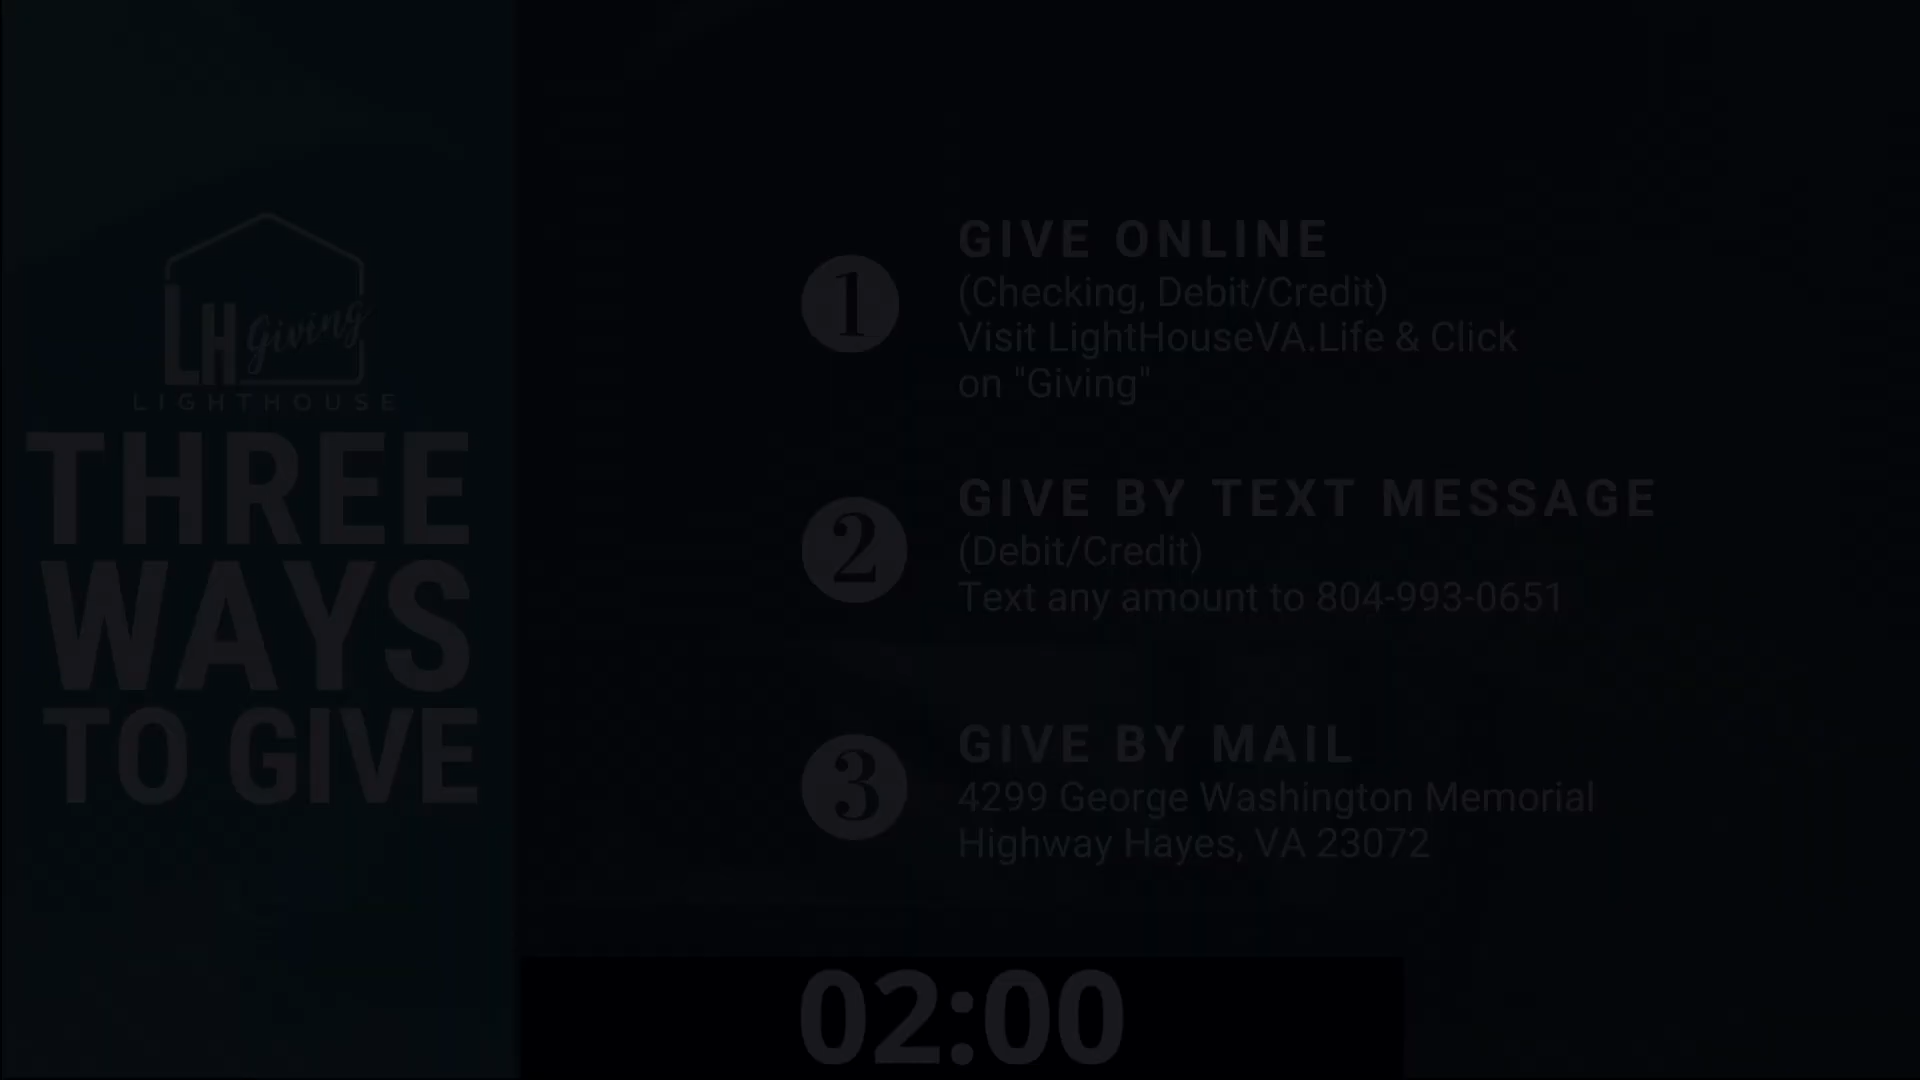 LH Giving
LIGHTHOUSE
THREE
WAYS
TO GIVE
1
GIVE ONLINE
(Checking, Debit/Credit)
Visit LightHouseVA.Life & Click
on "Giving"
2
GIVE BY TEXT MESSAGE
(Debit/Credit)
Text any amount to 804-993-0651
3
GIVE BY MAIL
4299 George Washington Memorial
Highway Hayes, VA 23072
02:00